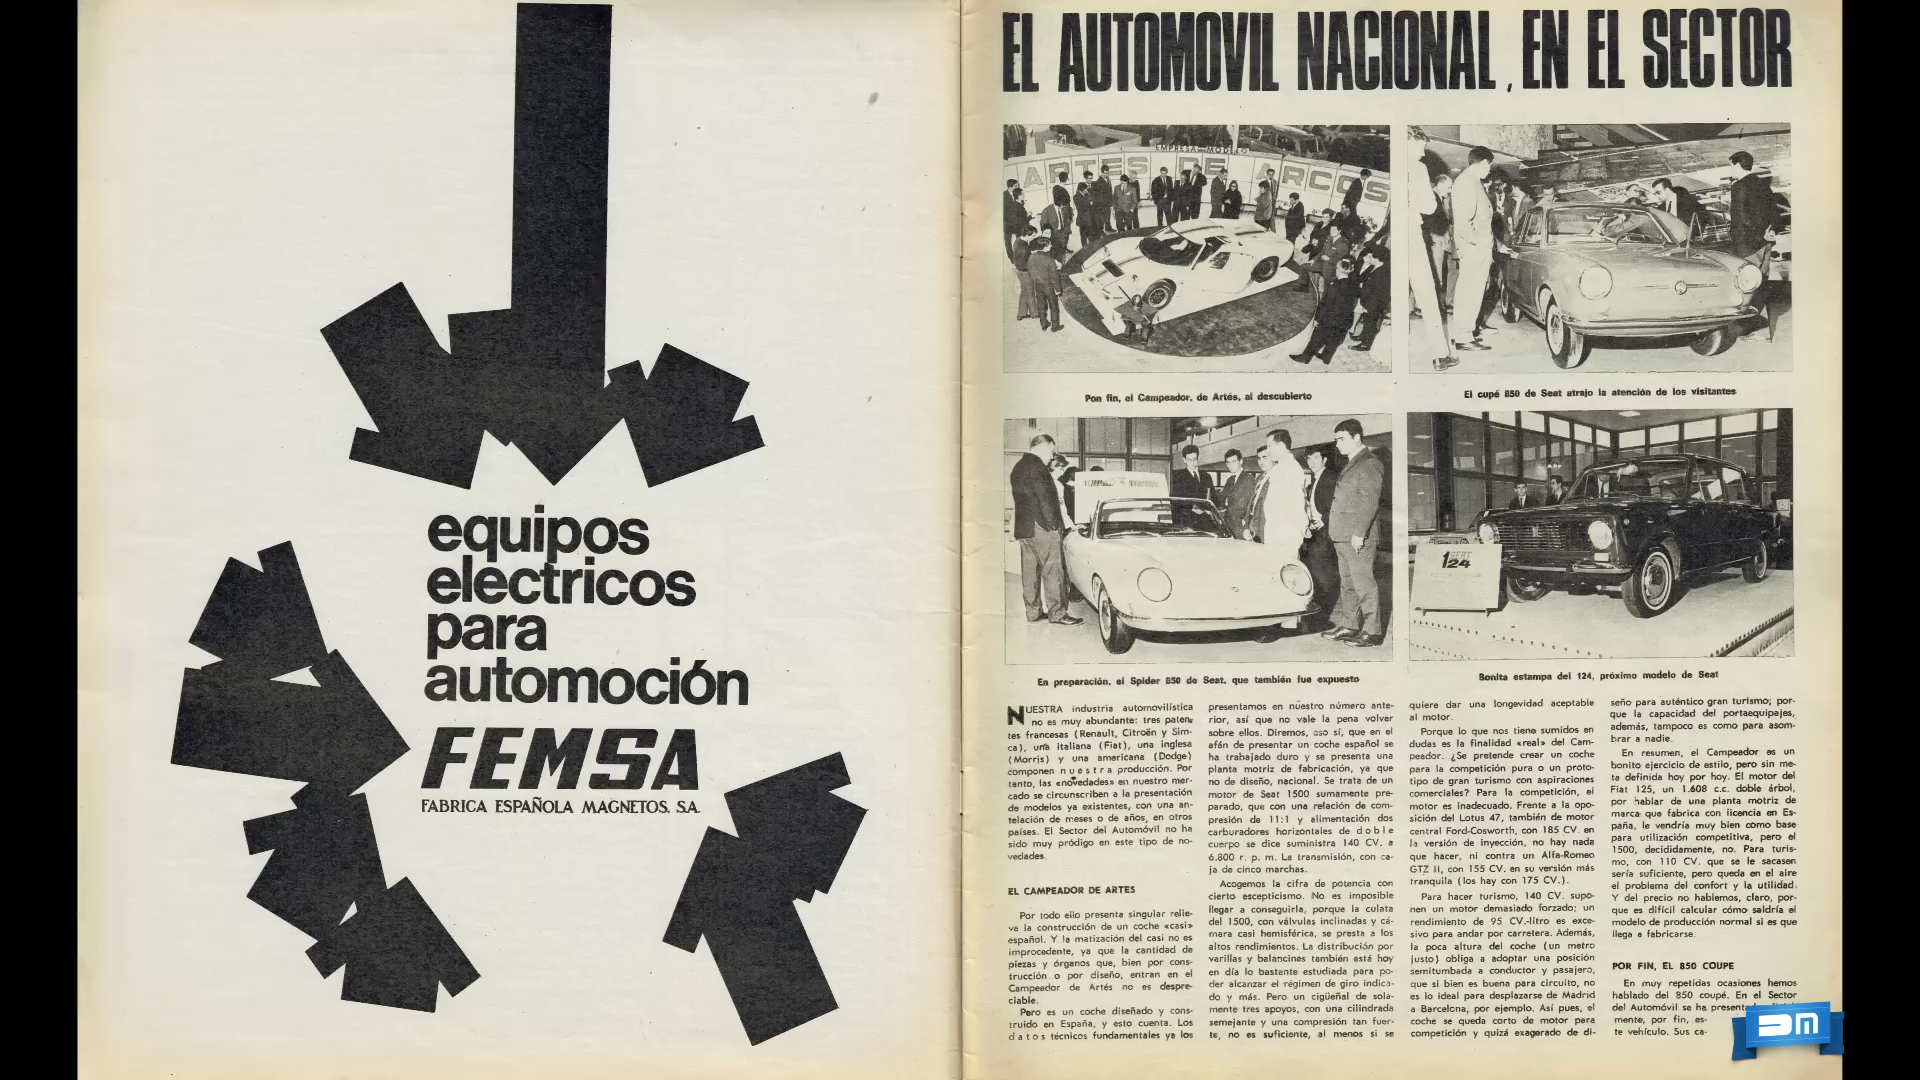 equipos
electricos
para
automoción
FEMSA
FABRICA ESPAÑOLA MAGNETOS. S.A.
EL AUTOMOVIL NACIONAL, EN EL SECTOR
EMPRESA MODELO
ARTES DE ARCOS
Pon fin, el Campeador, de Artés, al descubierto
El cupé 850 de Seat atrajo la atención de los visitantes
1 SEAT
124
En preparación, el Spider 850 de Seat, que también fue expuesto
Bonita estampa del 124, próximo modelo de Seat
NUESTRA industria automovilística
no es muy abundante: tres paten-
tes francesas (Renault, Citroën y Sim-
ca), una italiana (Fiat), una inglesa
(Morris) y una americana (Dodge)
componen nuestra producción. Por
tanto, las «novedades» en nuestro mer-
cado se circunscriben a la presentación
de modelos ya existentes, con una an-
telación de meses o de años, en otros
países. El Sector del Automóvil no ha
sido muy pródigo en este tipo de no-
vedades.
EL CAMPEADOR DE ARTES
Por todo ello presenta singular relie-
ve la construcción de un coche «casi»
español. Y la matización del casi no es
improcedente, ya que la cantidad de
piezas y órganos que, bien por cons-
trucción o por diseño, entran en el
Campeador de Artés no es despre-
ciable.
Pero es un coche diseñado y cons-
truido en España, y esto cuenta. Los
datos técnicos fundamentales ya los
presentamos en nuestro número ante-
rior, así que no vale la pena volver
sobre ellos. Diremos, eso sí, que en el
afán de presentar un coche español se
ha trabajado duro y se presenta una
planta motriz de fabricación, ya que
no de diseño, nacional. Se trata de un
motor de Seat 1500 sumamente pre-
parado, que con una relación de com-
presión de 11:1 y alimentación dos
carburadores horizontales de doble
cuerpo se dice suministra 140 CV. a
6.800 r. p. m. La transmisión, con ca-
ja de cinco marchas.
Acogemos la cifra de potencia con
cierto escepticismo. No es imposible
llegar a conseguirla, porque la culata
del 1500, con válvulas inclinadas y cá-
mara casi hemisférica, se presta a los
altos rendimientos. La distribución por
varillas y balancines también está hoy
en día lo bastante estudiada para po-
der alcanzar el régimen de giro indica-
do y más. Pero un cigüeñal de sola-
mente tres apoyos, con una cilindrada
semejante y una compresión tan fuer-
te, no es suficiente, al menos si se
quiere dar una longevidad aceptable
al motor.
Porque lo que nos tiene sumidos en
dudas es la finalidad «real» del Cam-
peador. ¿Se pretende crear un coche
para la competición pura o un proto-
tipo de gran turismo con aspiraciones
comerciales? Para la competición, el
motor es inadecuado. Frente a la opo-
sición del Lotus 47, también de motor
central Ford-Cosworth, con 185 CV. en
la versión de inyección, no hay nada
que hacer, ni contra un Alfa-Romeo
GTZ II, con 155 CV. en su versión más
tranquila (los hay con 175 CV.).
Para hacer turismo, 140 CV. supo-
nen un motor demasiado forzado; un
rendimiento de 95 CV.-litro es exce-
sivo para andar por carretera. Además,
la poca altura del coche (un metro
justo) obliga a adoptar una posición
semitumbada a conductor y pasajero,
que si bien es buena para circuito, no
es lo ideal para desplazarse de Madrid
a Barcelona, por ejemplo. Así pues, el
coche se queda corto de motor para
competición y quizá exagerado de di-
seño para auténtico gran turismo; por-
que la capacidad del portaequipajes,
además, tampoco es como para asom-
brar a nadie.
En resumen, el Campeador es un
bonito ejercicio de estilo, pero sin me-
ta definida hoy por hoy. El motor del
Fiat 125, un 1.608 c.c. doble árbol,
por hablar de una planta motriz de
marca que fabrica con licencia en Es-
paña, le vendría muy bien como base
para utilización competitiva, pero el
1500, decididamente, no. Para turis-
mo, con 110 CV. que se le sacasen
sería suficiente, pero queda en el aire
el problema del confort y la utilidad.
Y del precio no hablemos, claro, por-
que es difícil calcular cómo saldría el
modelo de producción normal si es que
llega a fabricarse.
POR FIN, EL 850 COUPE
En muy repetidas ocasiones hemos
hablado del 850 coupé. En el Sector
del Automóvil se ha present
mente, por fin, es-
te vehículo. Sus ca-